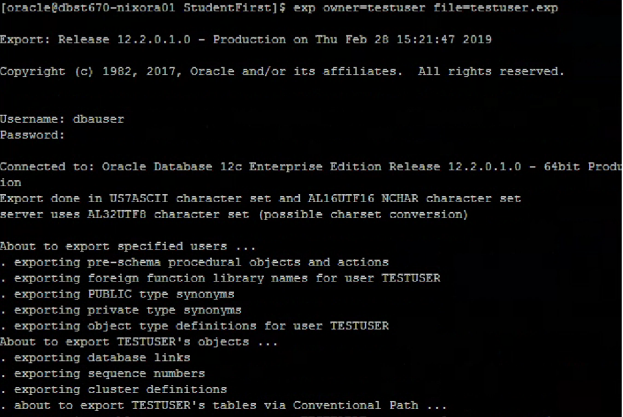 [oracle@dbst670-nixora01 StudentFirst]$ exp owner=testuser file=testuser.exp
Export: Release 12.2.0.1.0 - Production on Thu Feb 28 15:21:47 2019
Copyright (c) 1982, 2017, Oracle and/or its affiliates.  All rights reserved.
Username: dbauser
Password:
Connected to: Oracle Database 12c Enterprise Edition Release 12.2.0.1.0 - 64bit Produ
ion
Export done in US7ASCII character set and AL16UTF16 NCHAR character set
server uses AL32UTF8 character set (possible charset conversion)
About to export specified users ...
. exporting pre-schema procedural objects and actions
. exporting foreign function library names for user TESTUSER
. exporting PUBLIC type synonyms
. exporting private type synonyms
. exporting object type definitions for user TESTUSER
About to export TESTUSER's objects ...
. exporting database links
. exporting sequence numbers
. exporting cluster definitions
. about to export TESTUSER's tables via Conventional Path ...